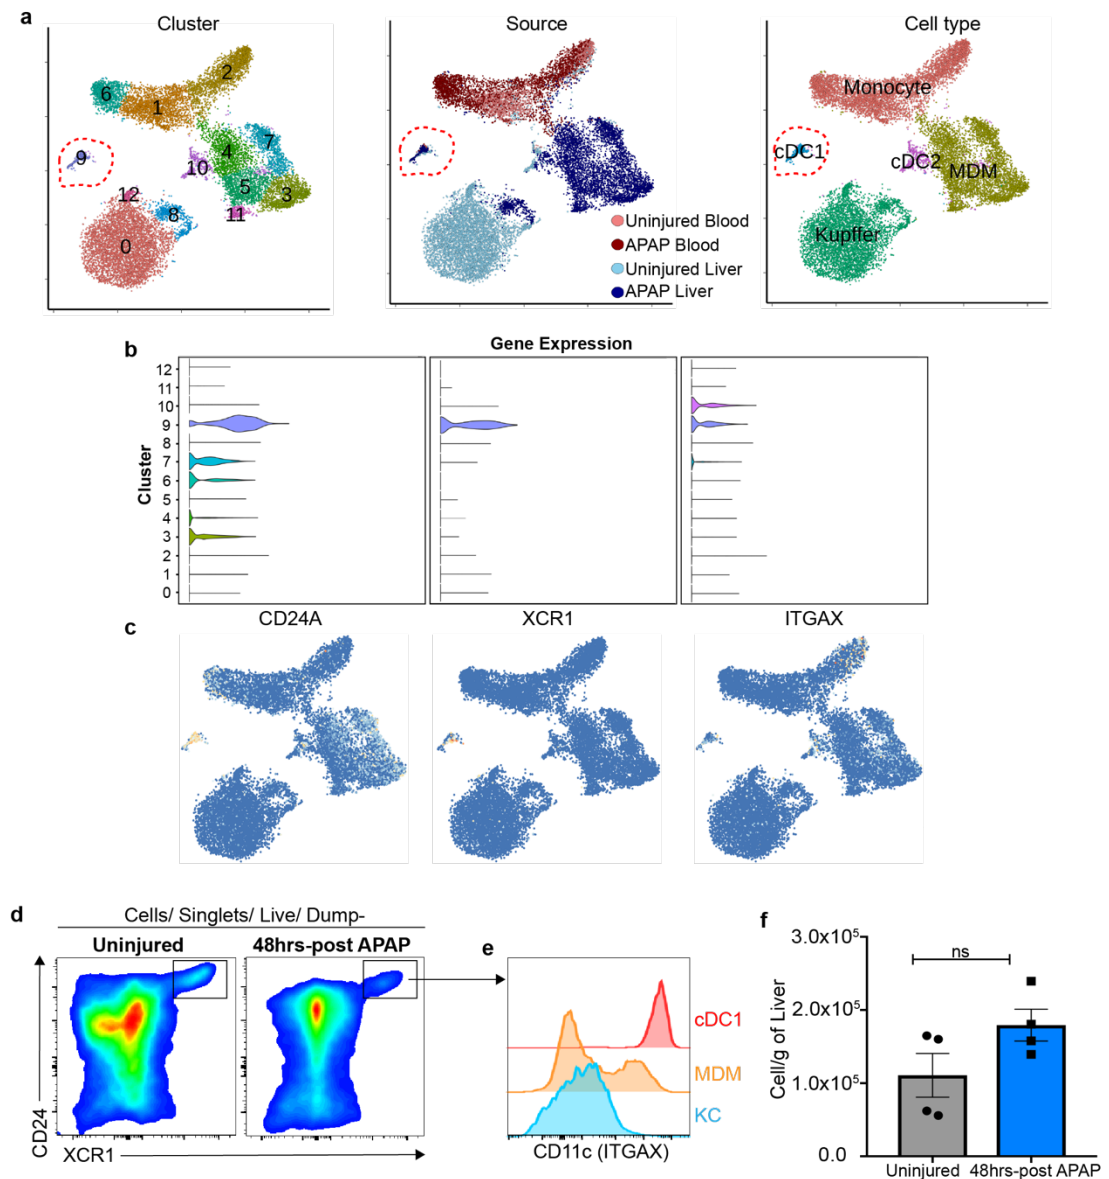 a
Cluster
Source
Cell type
2
6
1
7
9
4
10
5
3
12
8
11
0
Uninjured Blood
APAP Blood
Uninjured Liver
APAP Liver
Monocyte
cDC1
cDC2
MDM
Kupffer
b
Gene Expression
Cluster
12
11
10
9
8
7
6
5
4
3
2
1
0
CD24A
XCR1
ITGAX
c
d
Cells/ Singlets/ Live/ Dump-
Uninjured
48hrs-post APAP
CD24
XCR1
e
cDC1
MDM
KC
CD11c (ITGAX)
f
Cell/g of Liver
3.0x10⁵
2.0x10⁵
1.0x10⁵
0.0
ns
Uninjured
48hrs-post APAP